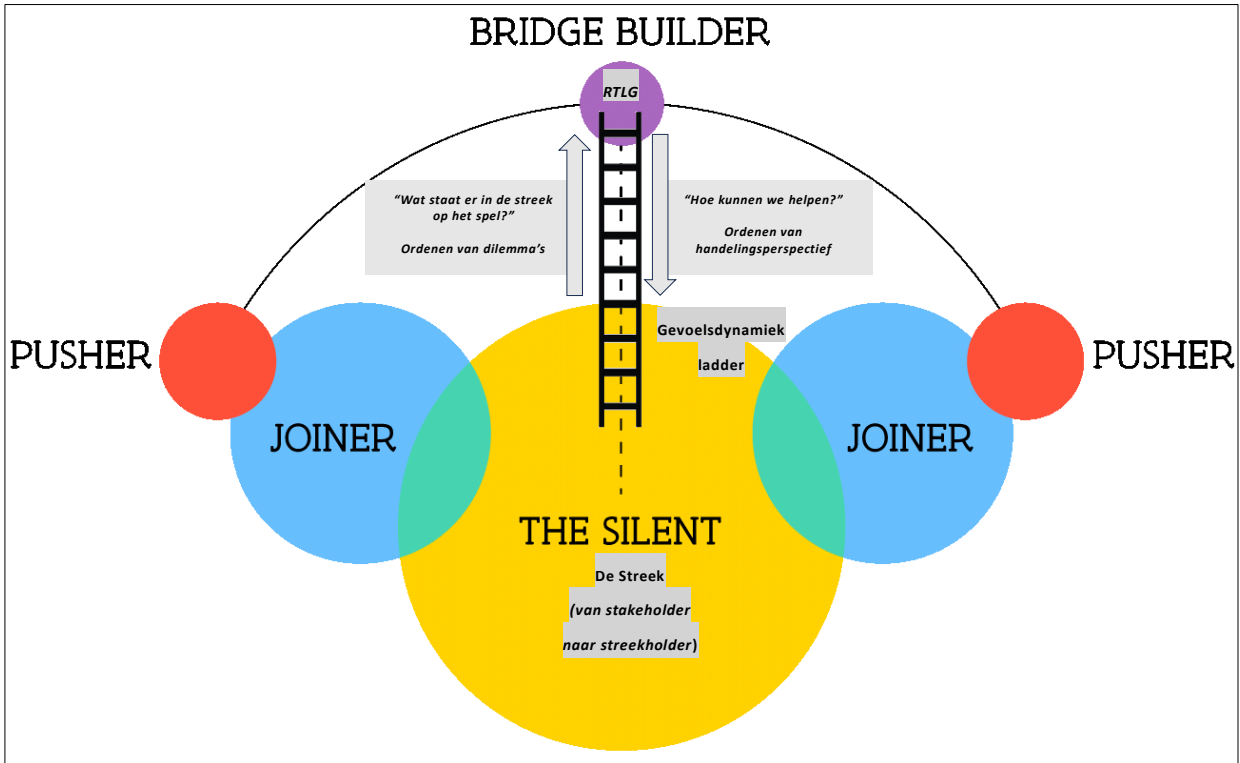 BRIDGE BUILDER
RTLG
“Wat staat er in de streek
op het spel?”
Ordenen van dilemma’s
“Hoe kunnen we helpen?”
Ordenen van
handelingsperspectief
Gevoelsdynamiek
ladder
PUSHER
PUSHER
JOINER
JOINER
THE SILENT
De Streek
(van stakeholder
naar streekholder)